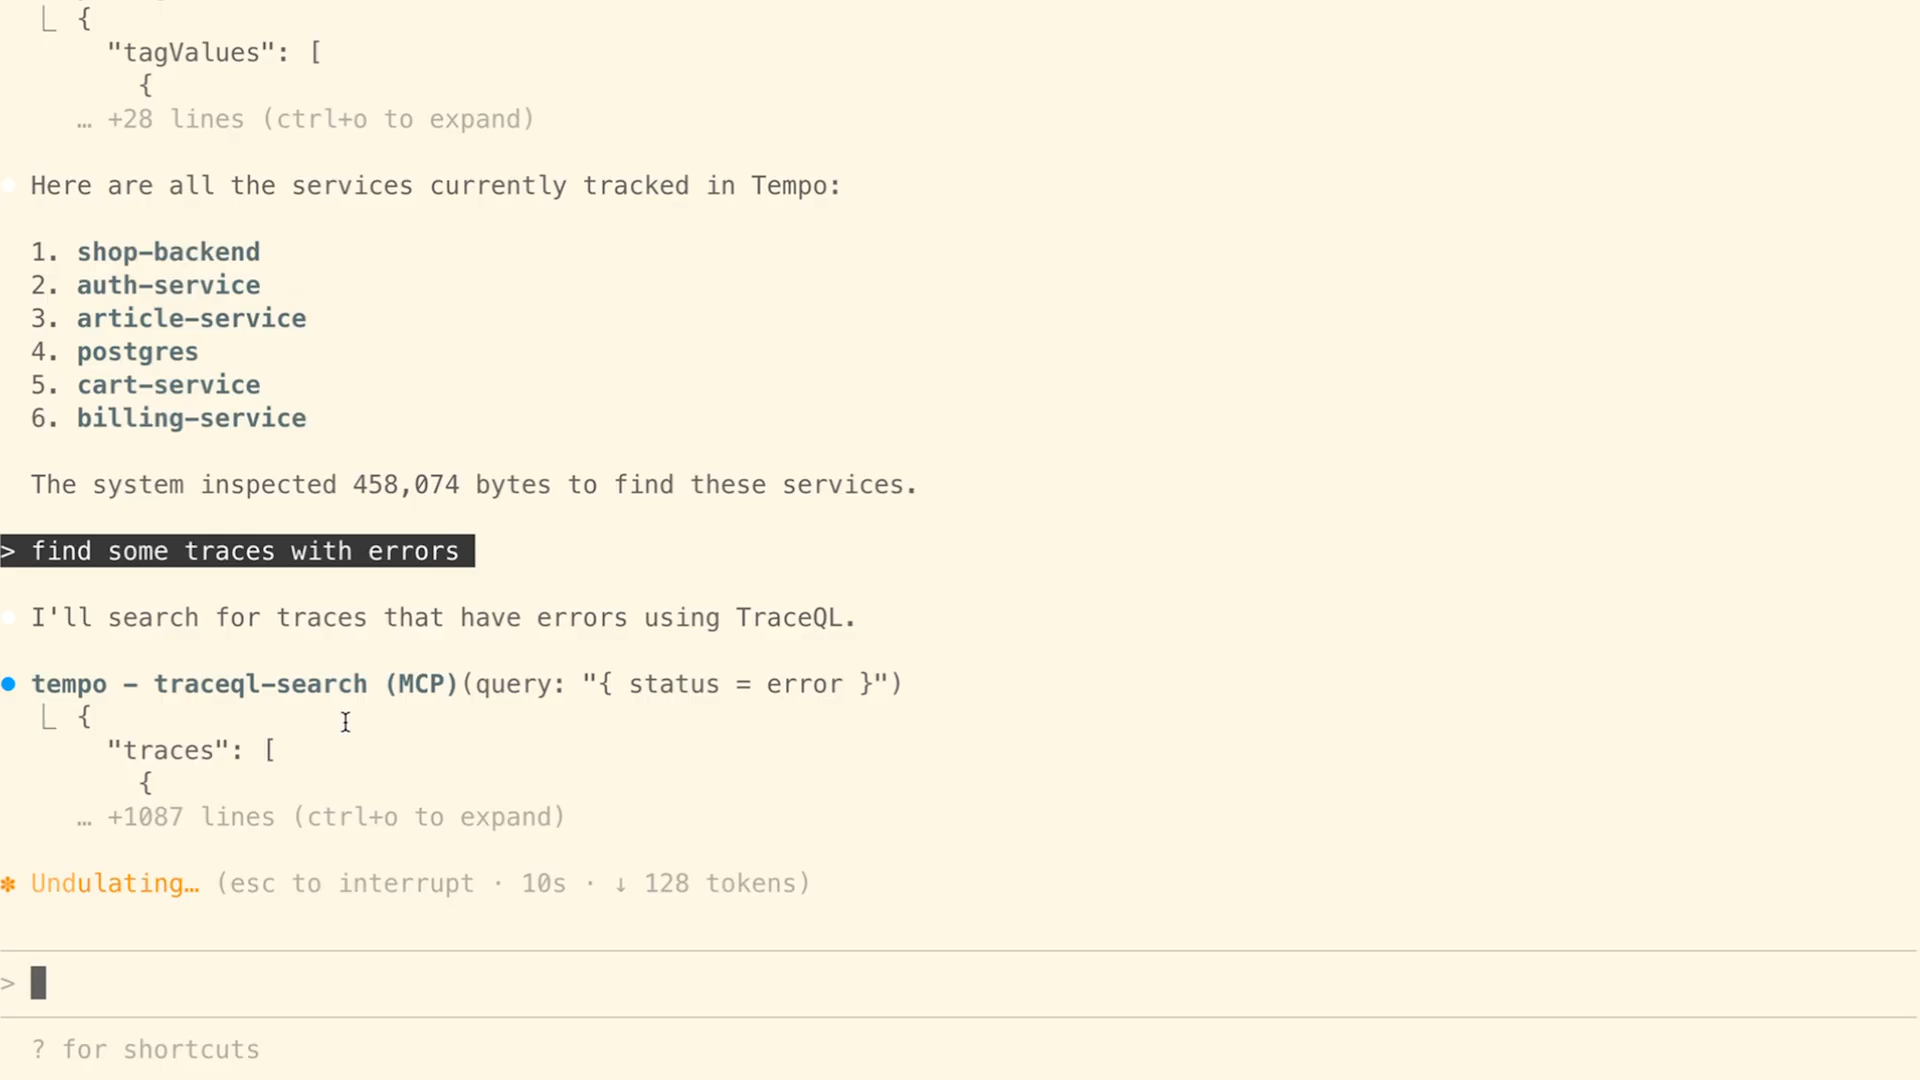 ⎿ {
"tagValues": [
{
… +28 lines (ctrl+o to expand)
Here are all the services currently tracked in Tempo:
1. shop-backend
2. auth-service
3. article-service
4. postgres
5. cart-service
6. billing-service
The system inspected 458,074 bytes to find these services.
> find some traces with errors
I'll search for traces that have errors using TraceQL.
● tempo - traceql-search (MCP)(query: "{ status = error }")
⎿ {
"traces": [
{
… +1087 lines (ctrl+o to expand)
✽ Undulating… (esc to interrupt · 10s · ↓ 128 tokens)
>
? for shortcuts